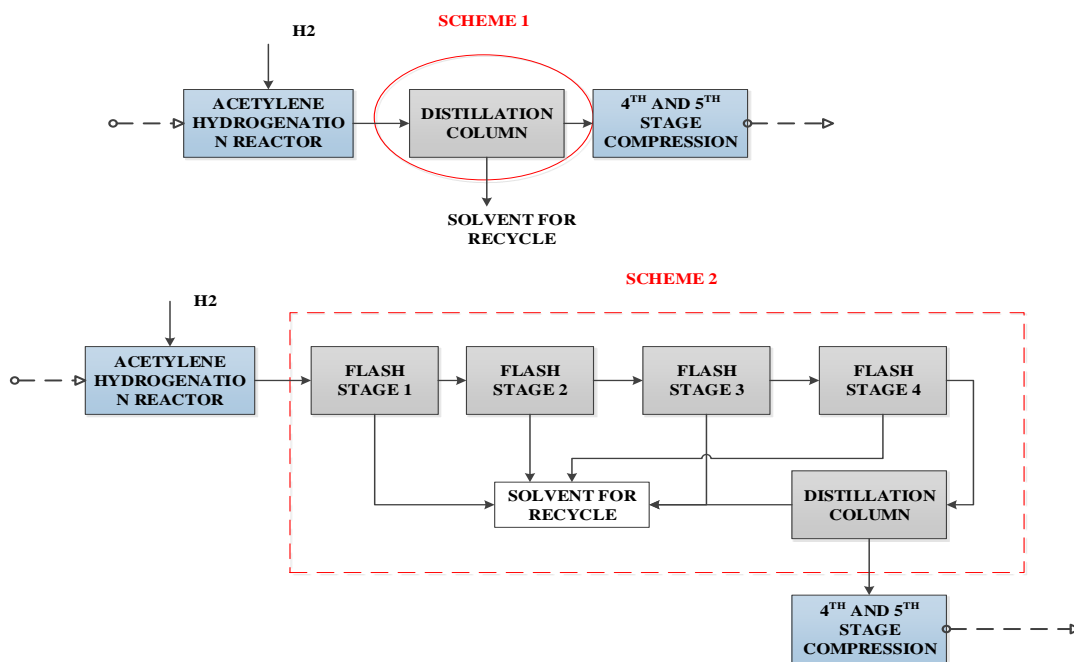 SCHEME 1
H2
ACETYLENE
HYDROGENATIO
N REACTOR
DISTILLATION
COLUMN
4TH AND 5TH
STAGE
COMPRESSION
SOLVENT FOR
RECYCLE
SCHEME 2
H2
ACETYLENE
HYDROGENATIO
N REACTOR
FLASH
STAGE 1
FLASH
STAGE 2
FLASH
STAGE 3
FLASH
STAGE 4
SOLVENT FOR
RECYCLE
DISTILLATION
COLUMN
4TH AND 5TH
STAGE
COMPRESSION